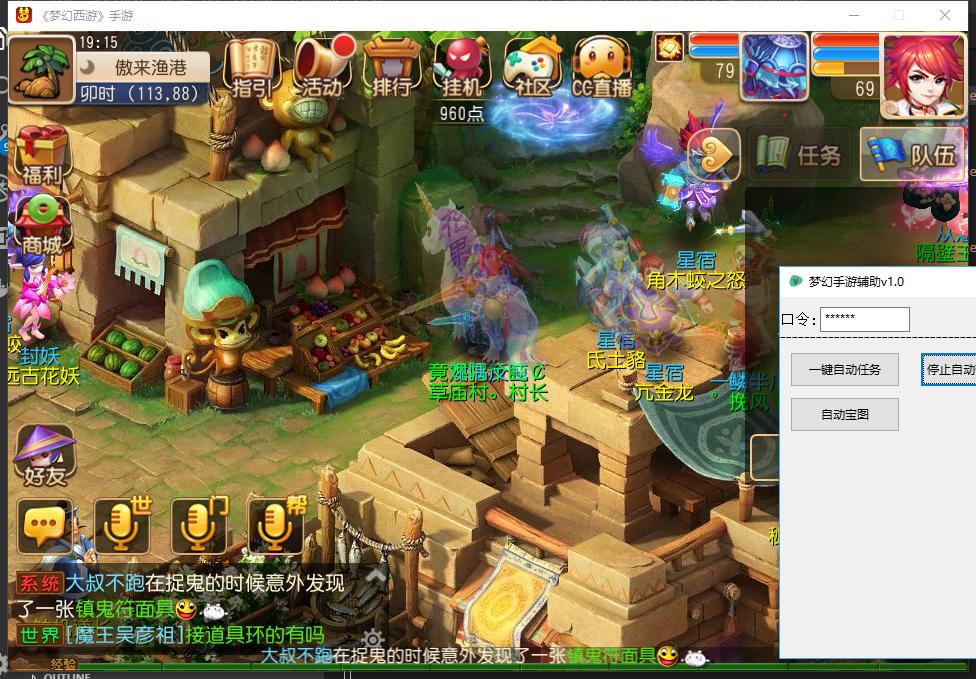 《梦幻西游》手游
19:15
傲来渔港
卯时 (113,88)
指引
活动
排行
挂机
社区
CC直播
960点
79
69
任务
队伍
福利
商城
隔壁王
星宿
角木蛟之怒
梦幻手游辅助v1.0
口令:
******
一键自动任务
停止自动
自动宝图
封妖
远古花妖
星宿
氐土貉
星宿
亢金龙
草庙村。村长
好友
世
门
帮
系统 大叔不跑在捉鬼的时候意外发现
了一张镇鬼符面具
世界 [魔王吴彦祖]接道具环的有吗
大叔不跑在捉鬼的时候意外发现了一张镇鬼符面具
经验
OUTLINE